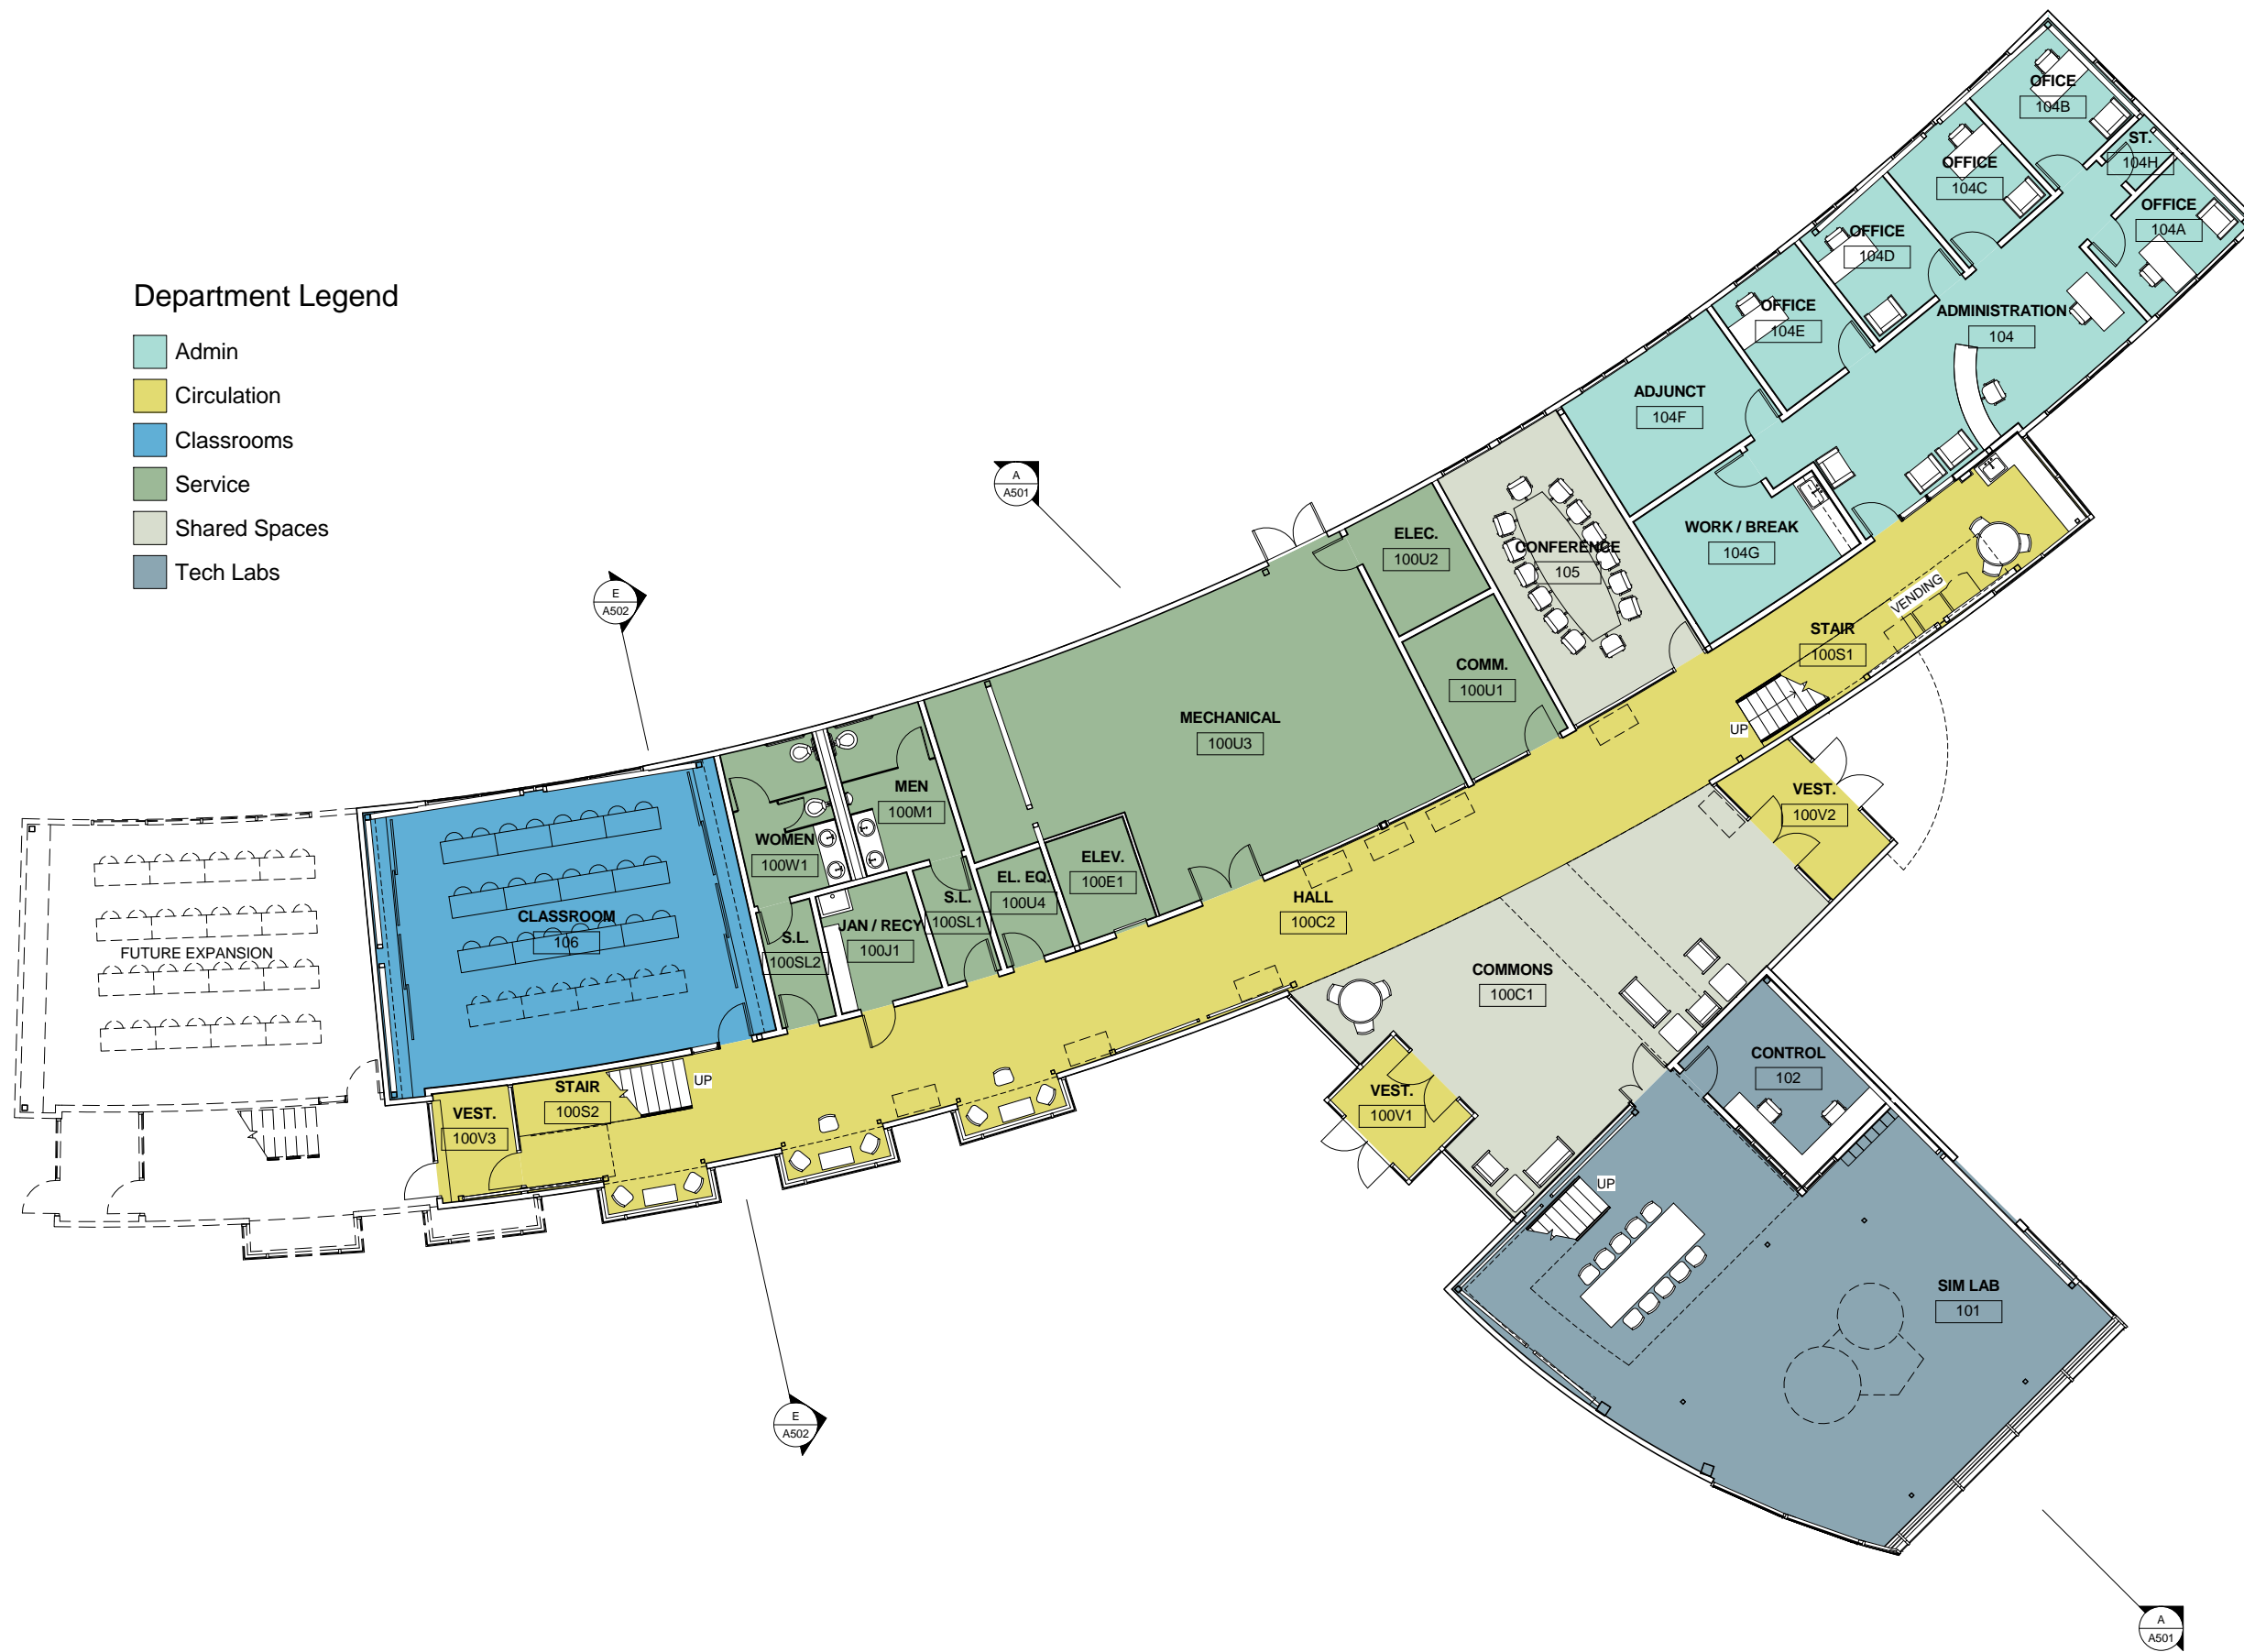 Department Legend
Admin
Circulation
Classrooms
Service
Shared Spaces
Tech Labs
OFICE
104B
ST.
104H
OFFICE
104C
OFFICE
104A
OFFICE
104D
OFFICE
104E
ADMINISTRATION
104
ADJUNCT
104F
WORK / BREAK
104G
CONFERENCE
105
ELEC.
100U2
COMM.
100U1
VENDING
STAIR
100S1
UP
A
A501
E
A502
MECHANICAL
100U3
VEST.
100V2
MEN
100M1
WOMEN
100W1
ELEV.
100E1
EL. EQ.
100U4
S.L.
100SL1
JAN / RECY
100J1
S.L.
100SL2
HALL
100C2
CLASSROOM
106
FUTURE EXPANSION
COMMONS
100C1
CONTROL
102
UP
STAIR
100S2
VEST.
100V3
VEST.
100V1
UP
SIM LAB
101
E
A502
A
A501